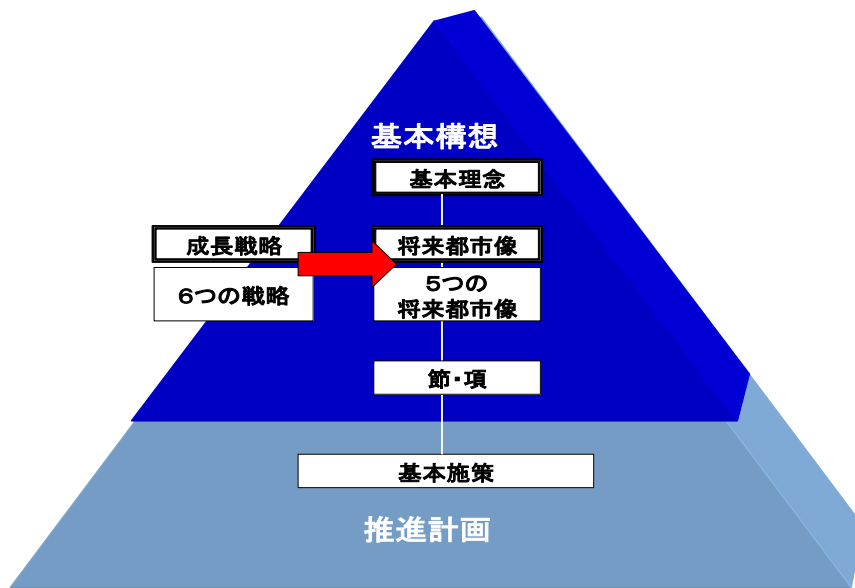 基本構想
基本理念
成長戦略
将来都市像
6つの戦略
5つの
将来都市像
節・項
基本施策
推進計画